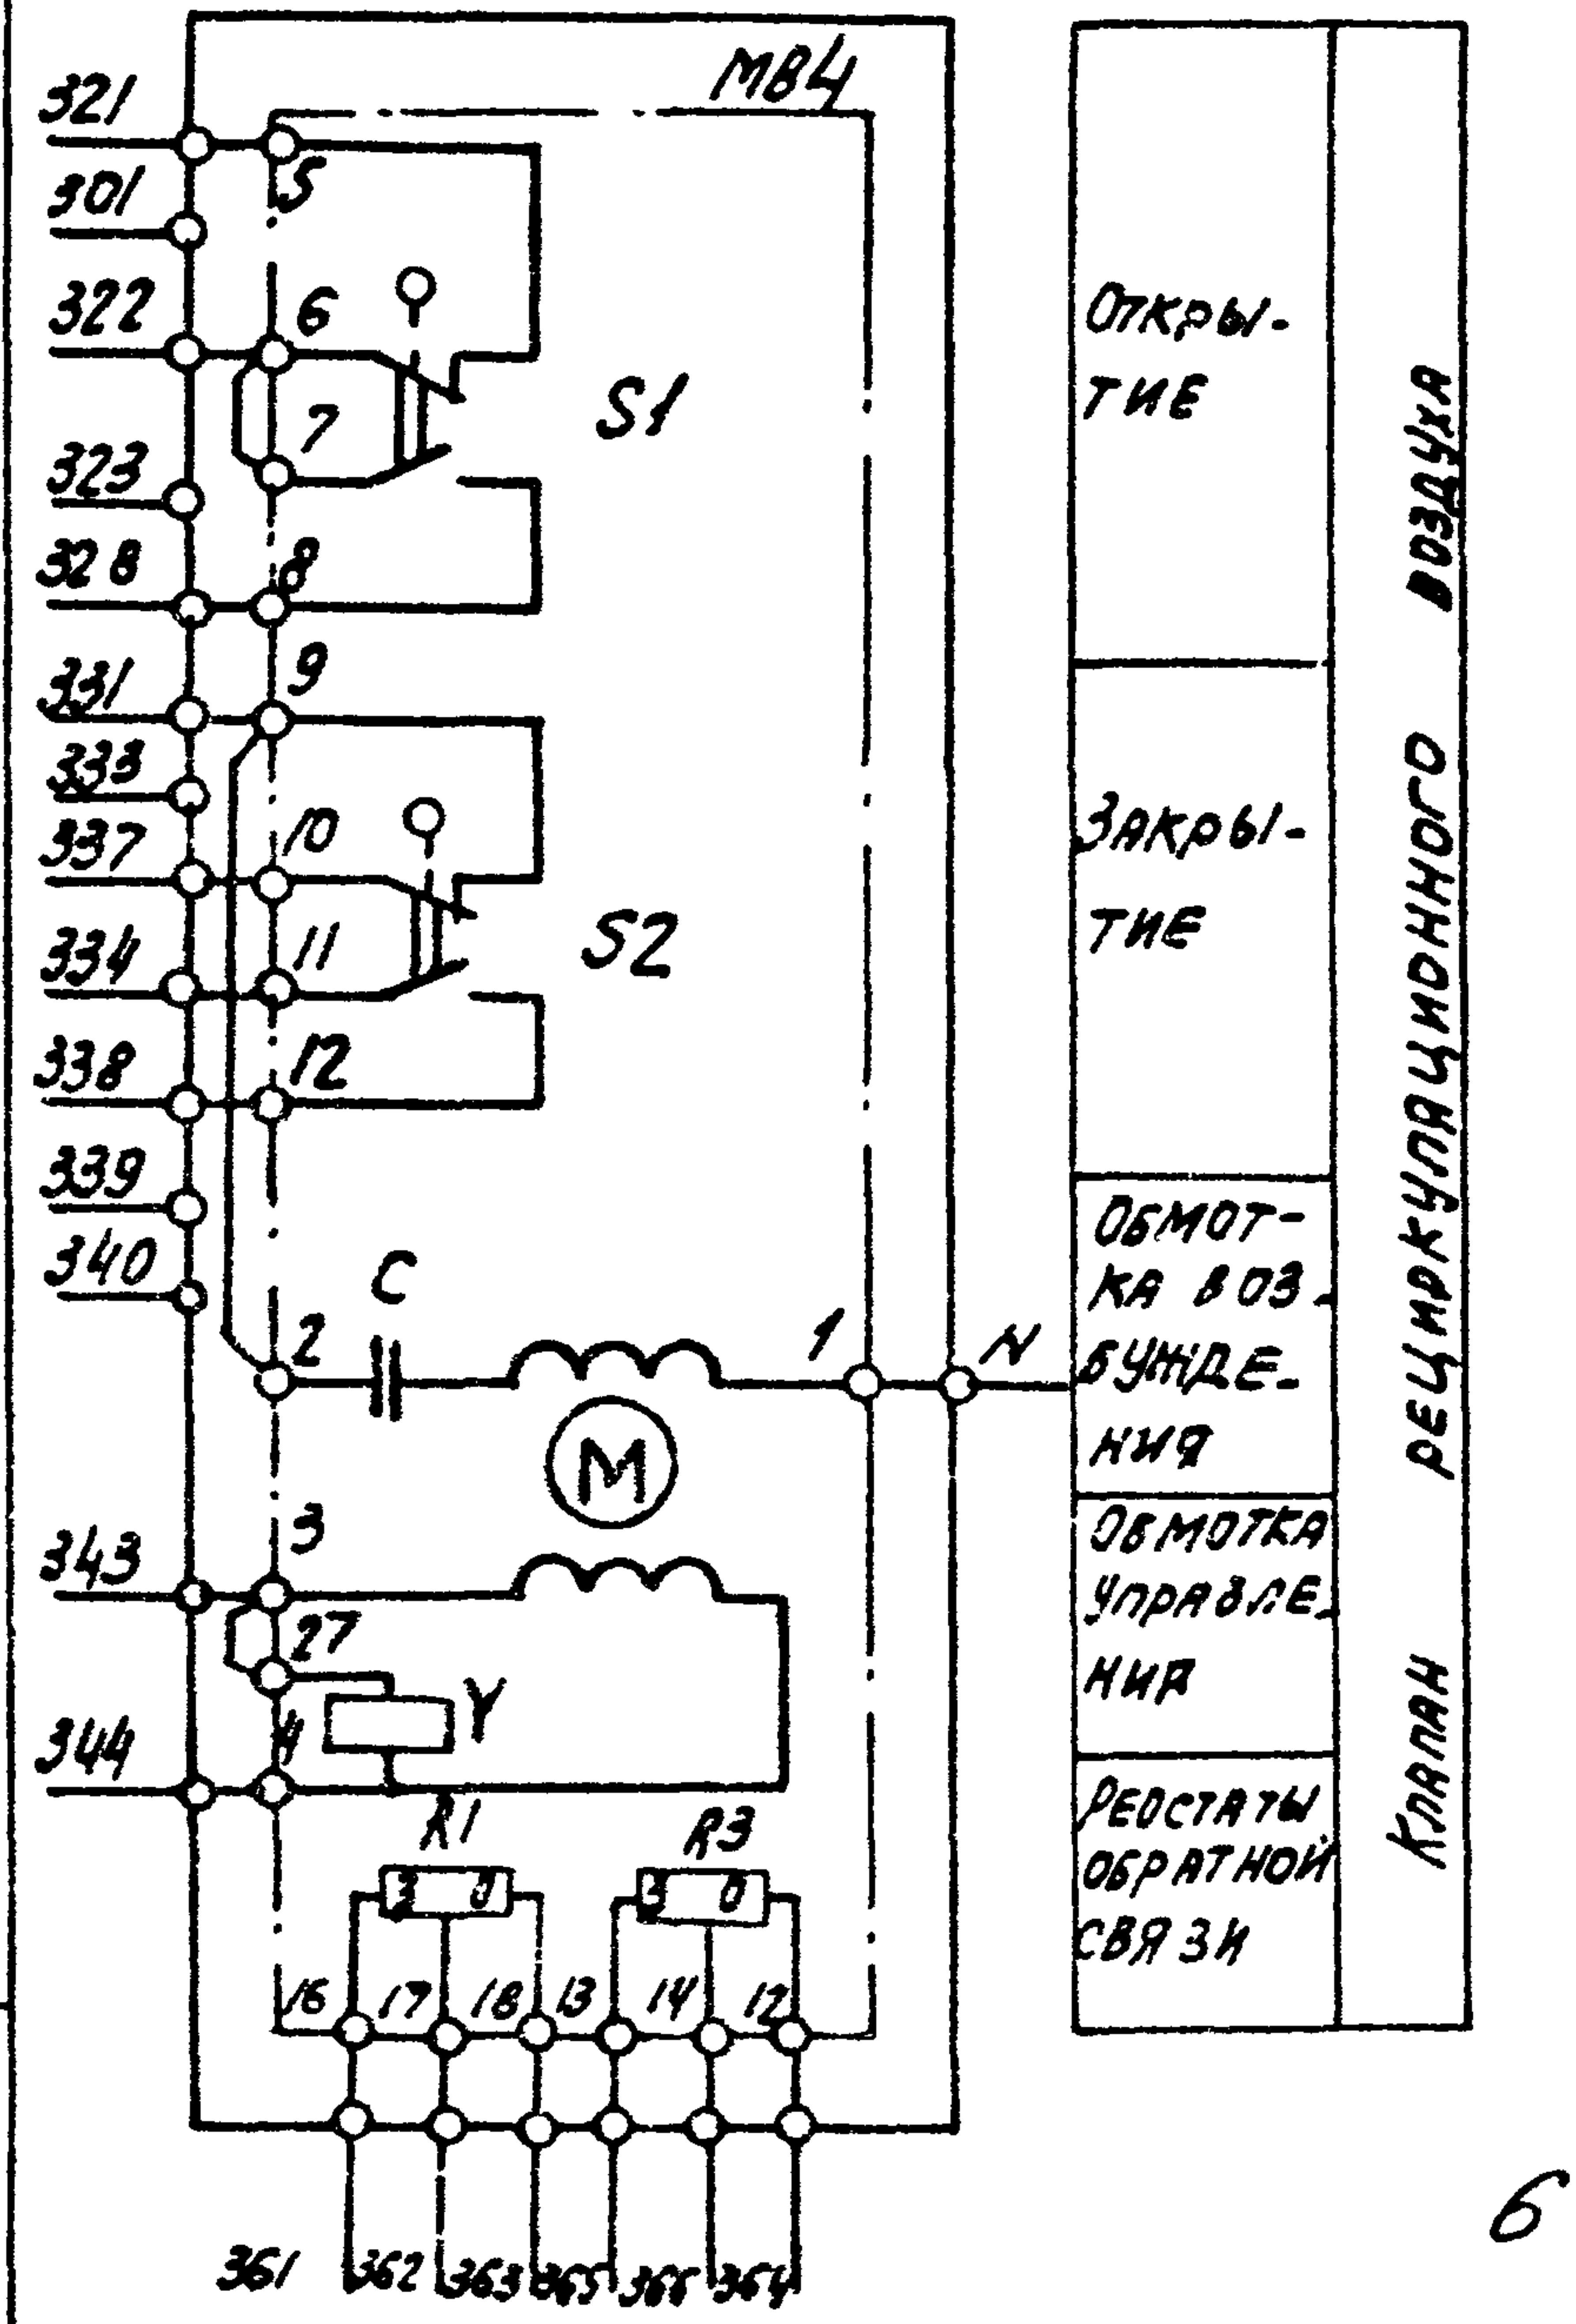 МВ4
321
5
301
322
6
S1
7
323
328
8
331
9
333
337
10
334
11
S2
338
12
339
340
C
2
1
N
M
343
3
27
Y
344
4
R1
R3
З
О
З
О
16
17
18
13
14
12
361
362
363
365
366
364
Откры-
тие
Закры-
тие
Обмот-
ка воз-
бужде-
ния
Обмотка
управле-
ния
Реостаты
обратной
связи
Клапан рециркуляционного воздуха
6